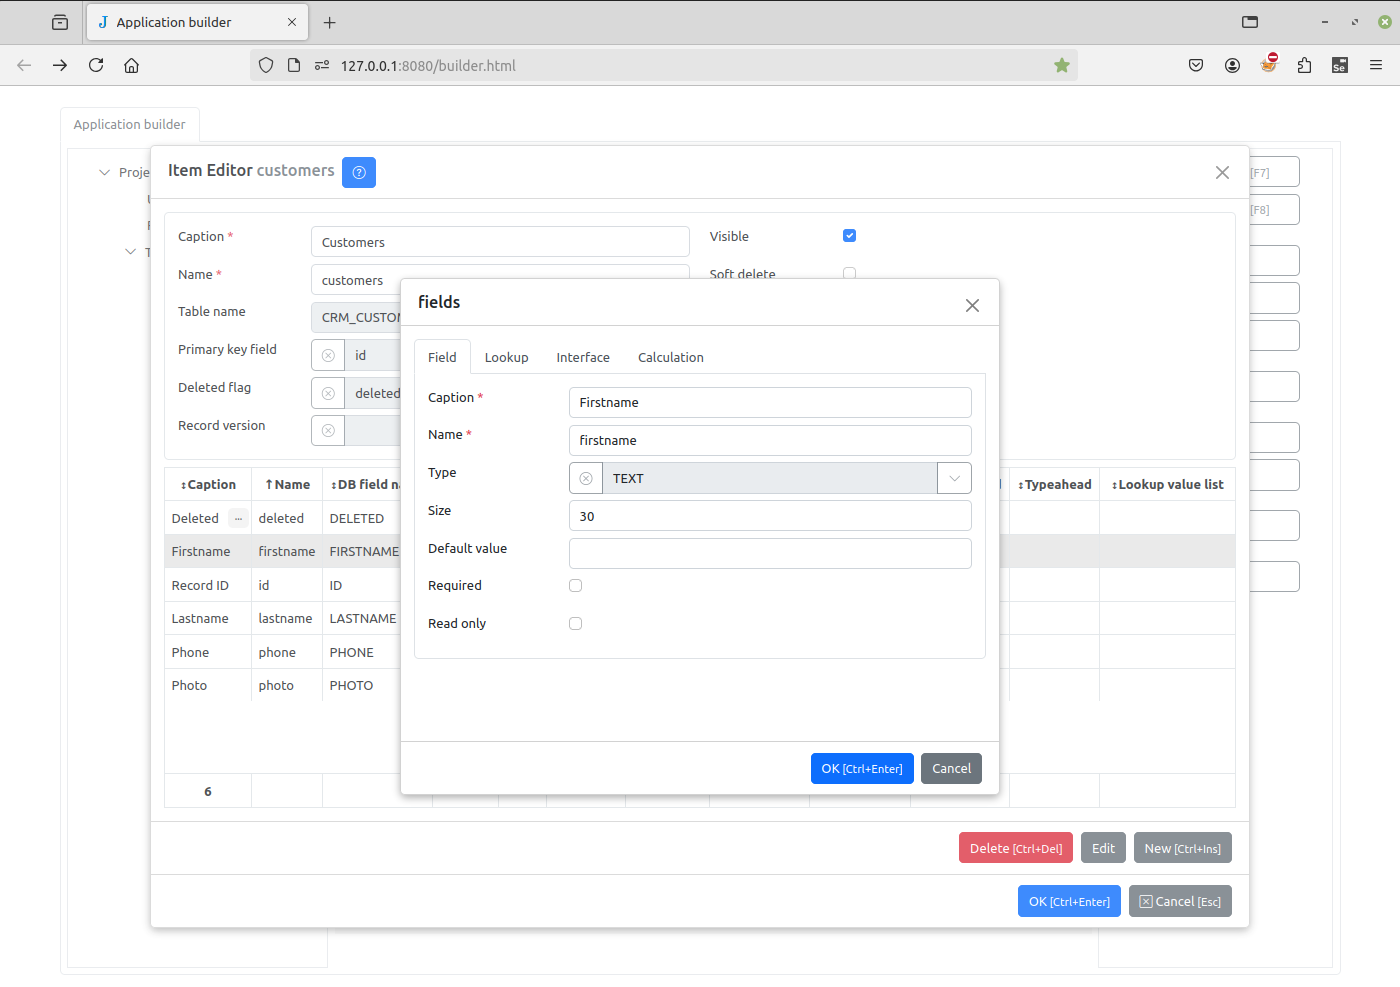 Application builder
127.0.0.1:8080/builder.html
Application builder
Proje
[F7]
[F8]
Item Editor customers
Caption *
Customers
Visible
Name *
customers
Soft delete
Table name
CRM_CUSTOM
Primary key field
id
Deleted flag
deleted
Record version
fields
Field Lookup Interface Calculation
Caption *
Firstname
Name *
firstname
Type
TEXT
Size
30
Default value
Required
Read only
OK [Ctrl+Enter] Cancel
↕Caption ↑Name ↕DB field na ↕Typeahead ↕Lookup value list
Deleted ... deleted DELETED
Firstname firstname FIRSTNAME
Record ID id ID
Lastname lastname LASTNAME
Phone phone PHONE
Photo photo PHOTO
6
Delete [Ctrl+Del] Edit New [Ctrl+Ins]
OK [Ctrl+Enter] Cancel [Esc]